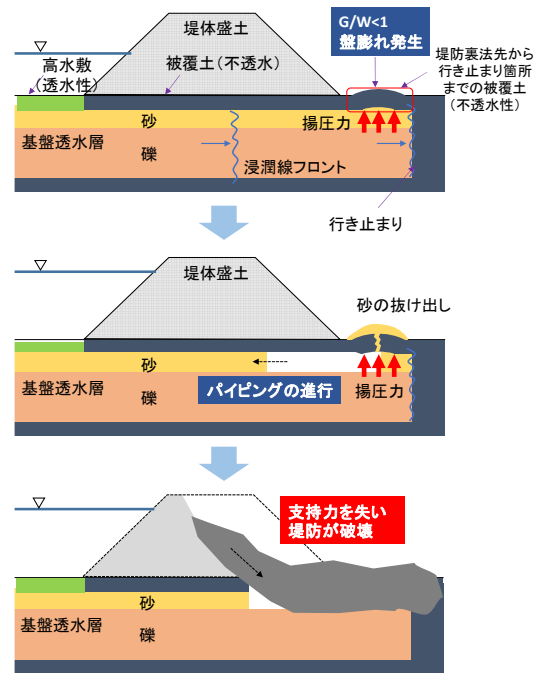 堤体盛土
G/W<1
盤膨れ発生
高水敷
(透水性)
被覆土(不透水)
堤防裏法先から
行き止まり箇所
までの被覆土
(不透水性)
砂
揚圧力
基盤透水層
礫
浸潤線フロント
行き止まり
堤体盛土
砂の抜け出し
砂
基盤透水層
礫
パイピングの進行
揚圧力
支持力を失い
堤防が破壊
砂
基盤透水層
礫